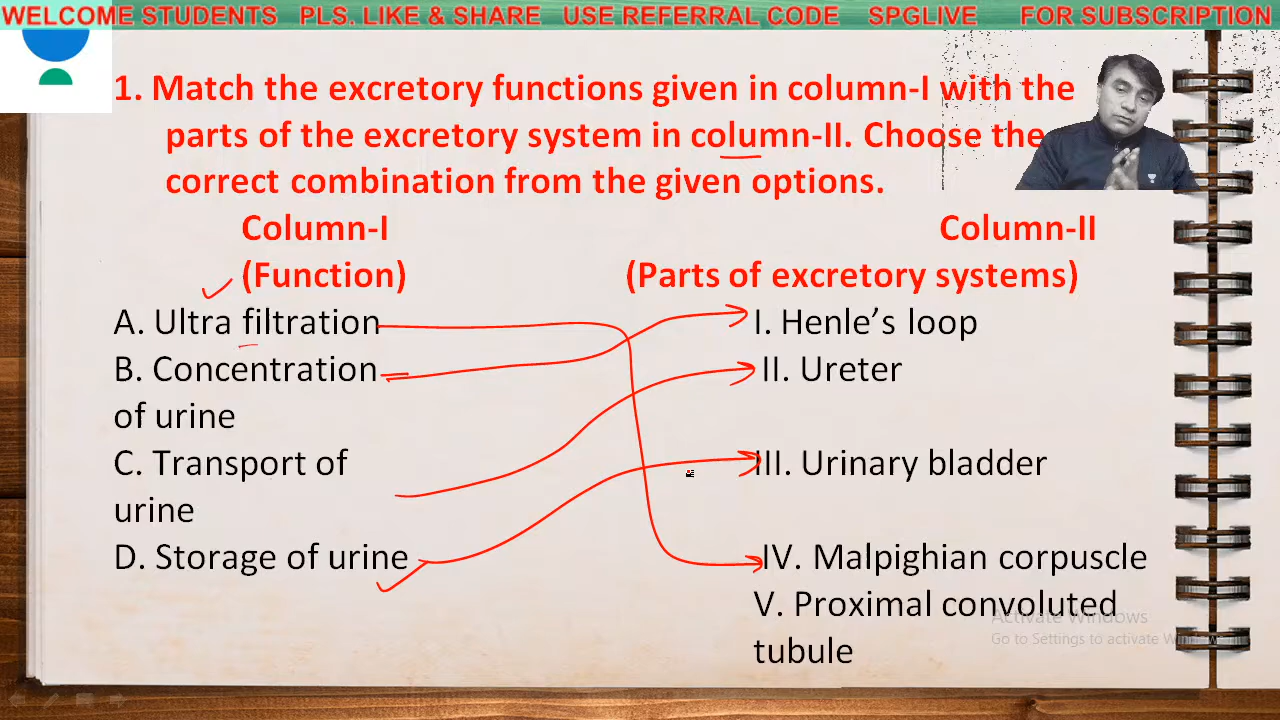 WELCOME STUDENTS PLS. LIKE & SHARE USE REFERRAL CODE SPGLIVE FOR SUBSCRIPTION
1. Match the excretory functions given in column-I with the
parts of the excretory system in column-II. Choose the
correct combination from the given options.
Column-I Column-II
(Function) (Parts of excretory systems)
A. Ultra filtration I. Henle’s loop
B. Concentration II. Ureter
of urine
C. Transport of III. Urinary bladder
urine
D. Storage of urine IV. Malpighian corpuscle
V. Proximal convoluted
tubule
Activate Windows
Go to Settings to activate Windows.